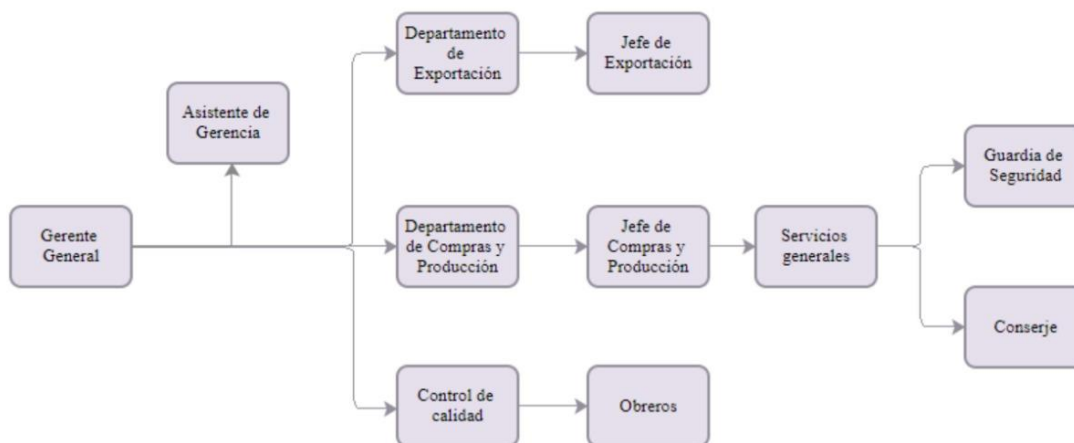 Departamento
de
Exportación
Jefe de
Exportación
Asistente de
Gerencia
Guardia de
Seguridad
Gerente
General
Departamento
de Compras y
Producción
Jefe de
Compras y
Producción
Servicios
generales
Conserje
Control de
calidad
Obreros